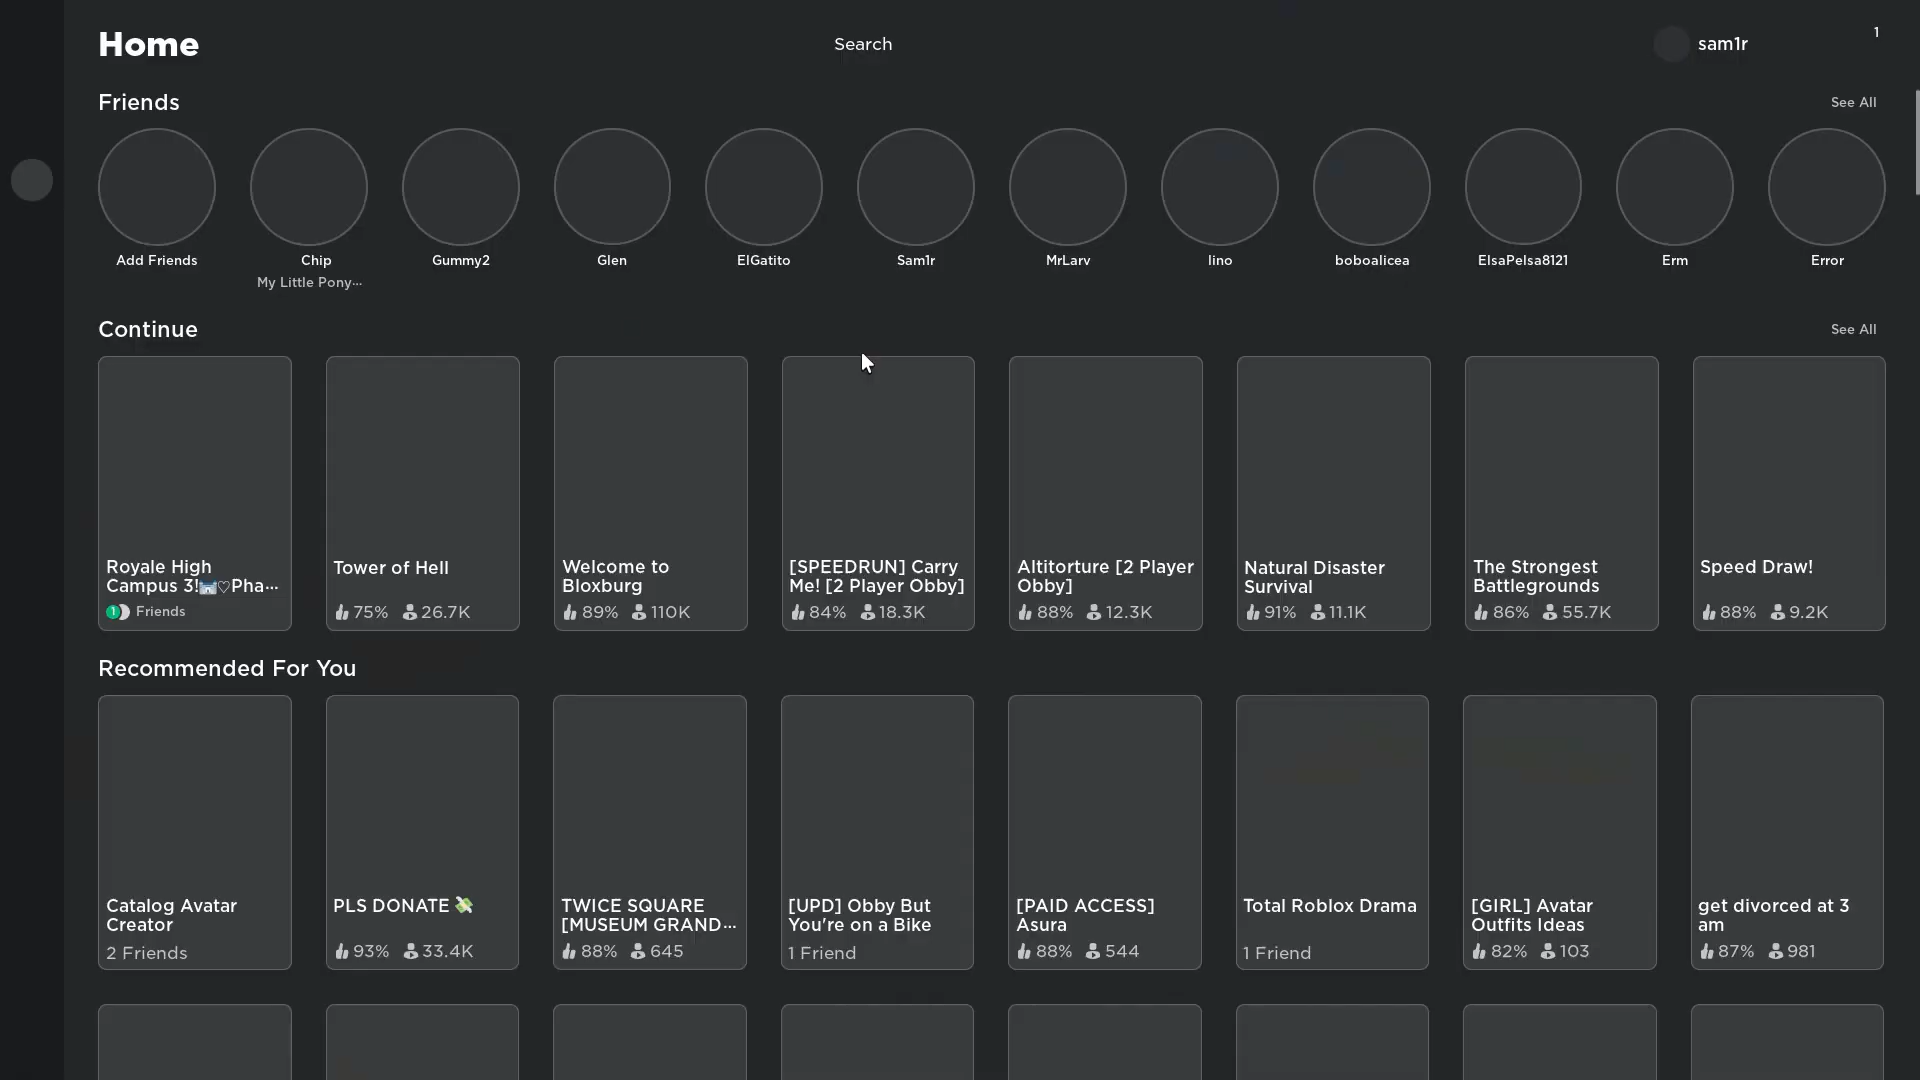 Home
Search
sam1r
1
Friends
See All
Add Friends
Chip
Gummy2
Glen
ElGatito
Sam1r
MrLarv
lino
boboalicea
ElsaPelsa8121
Erm
Error
My Little Pony...
Continue
See All
Royale High
Campus 3!🏫♡Pha...
1 Friends
Tower of Hell
75% 26.7K
Welcome to
Bloxburg
89% 110K
[SPEEDRUN] Carry
Me! [2 Player Obby]
84% 18.3K
Altitorture [2 Player
Obby]
88% 12.3K
Natural Disaster
Survival
91% 11.1K
The Strongest
Battlegrounds
86% 55.7K
Speed Draw!
88% 9.2K
Recommended For You
Catalog Avatar
Creator
2 Friends
PLS DONATE 💸
93% 33.4K
TWICE SQUARE
[MUSEUM GRAND...
88% 645
[UPD] Obby But
You're on a Bike
1 Friend
[PAID ACCESS]
Asura
88% 544
Total Roblox Drama
1 Friend
[GIRL] Avatar
Outfits Ideas
82% 103
get divorced at 3
am
87% 981